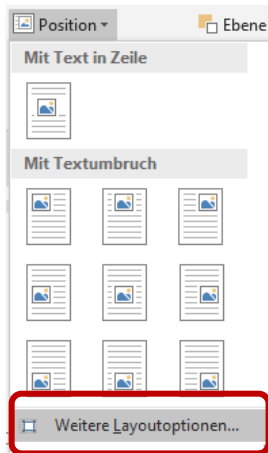 Position Ebene
Mit Text in Zeile
Mit Textumbruch
Weitere Layoutoptionen...